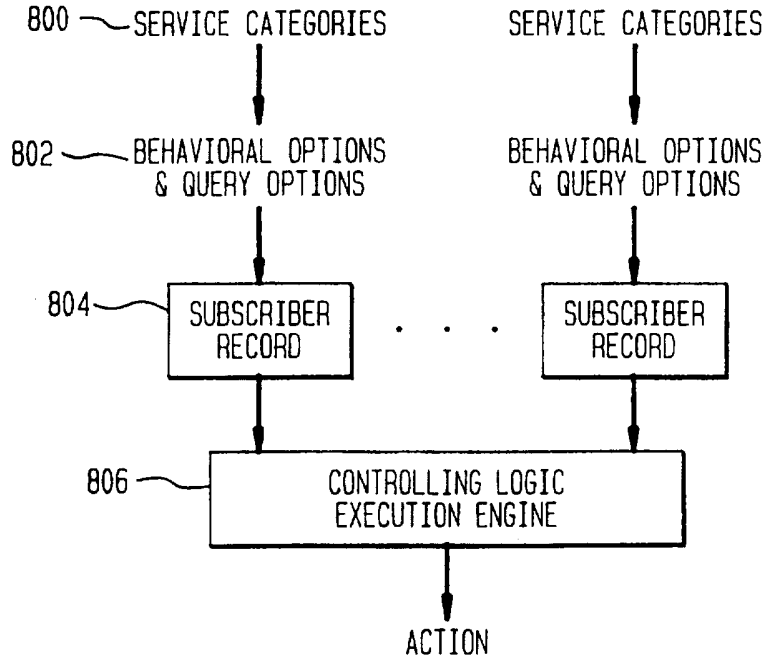 800 SERVICE CATEGORIES SERVICE CATEGORIES
802 BEHAVIORAL OPTIONS BEHAVIORAL OPTIONS
& QUERY OPTIONS & QUERY OPTIONS
804 SUBSCRIBER SUBSCRIBER
RECORD . . . RECORD
806 CONTROLLING LOGIC
EXECUTION ENGINE
ACTION